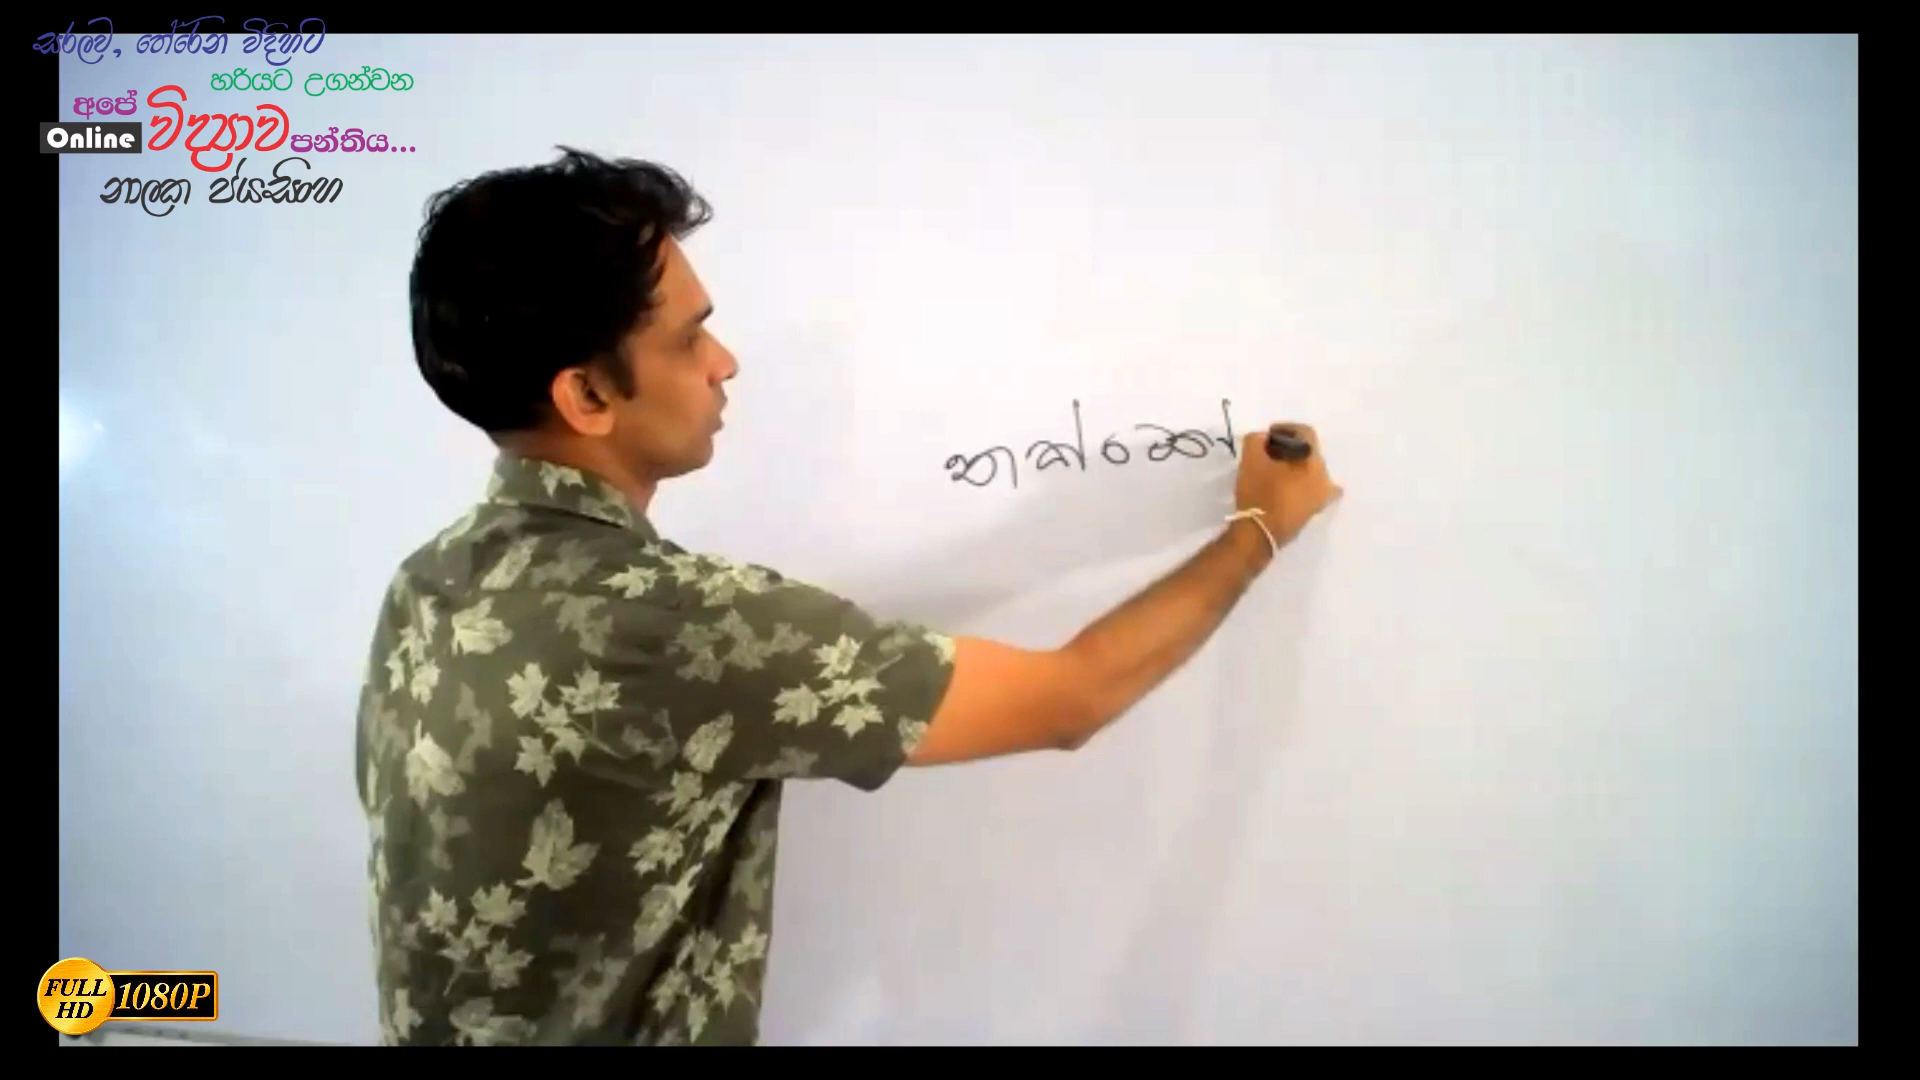 සරලව, තේරෙන විදිහට
හරියට උගන්වන
අපේ
Online විද්‍යාව පන්තිය...
නාලක ජයසිංහ
FULL HD 1080P